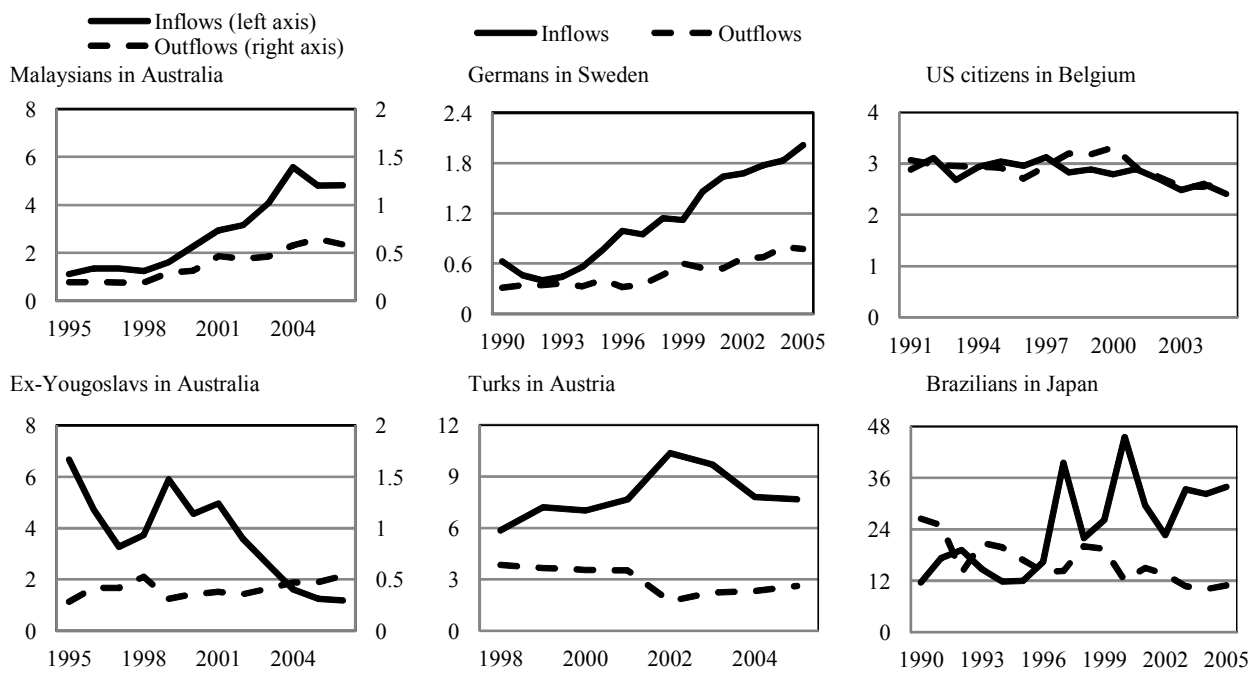 Inflows (left axis)
Outflows (right axis)
Inflows Outflows
Malaysians in Australia
8
6
4
2
0
2
1.5
1
0.5
0
1995 1998 2001 2004
Germans in Sweden
2.4
1.8
1.2
0.6
0
1990 1993 1996 1999 2002 2005
US citizens in Belgium
4
3
2
1
0
1991 1994 1997 2000 2003
Ex-Yougoslavs in Australia
8
6
4
2
0
2
1.5
1
0.5
0
1995 1998 2001 2004
Turks in Austria
12
9
6
3
0
1998 2000 2002 2004
Brazilians in Japan
48
36
24
12
0
1990 1993 1996 1999 2002 2005